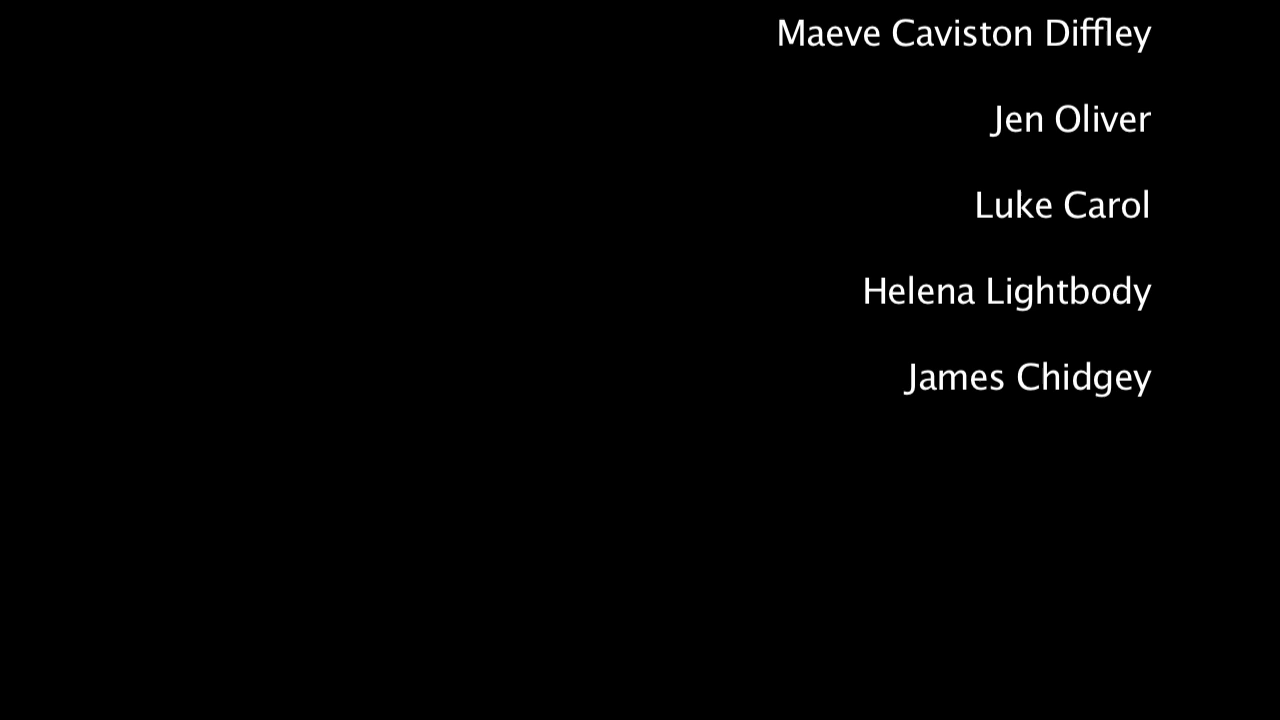 Maeve Caviston Diffley
Jen Oliver
Luke Carol
Helena Lightbody
James Chidgey